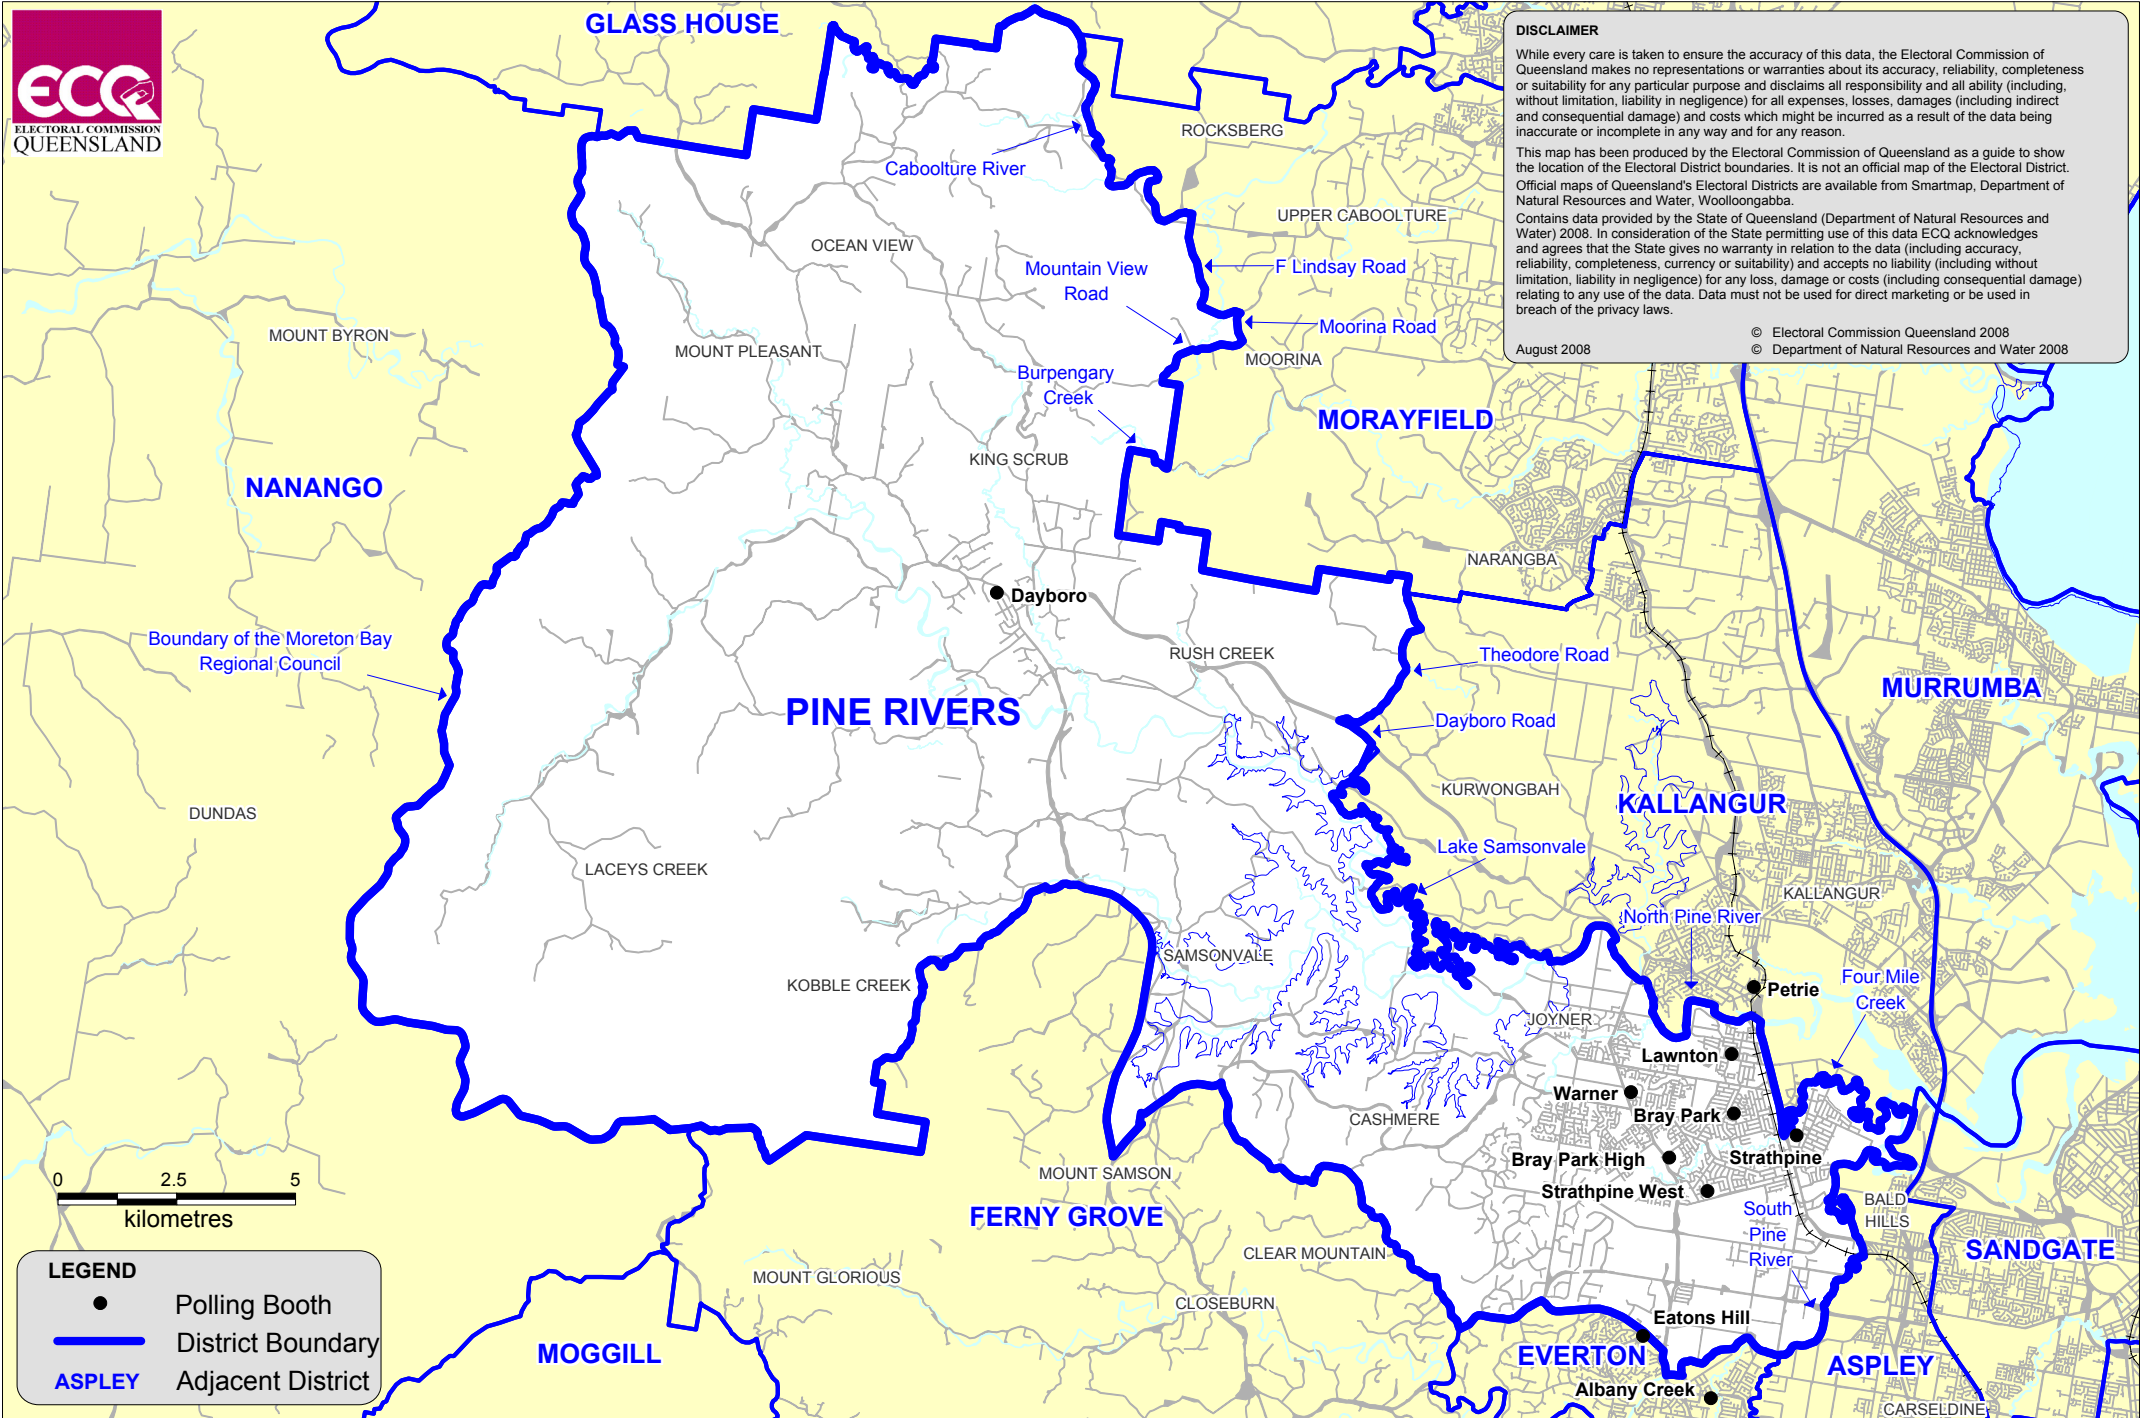 ECQ
ELECTORAL COMMISSION
QUEENSLAND
GLASS HOUSE
DISCLAIMER
While every care is taken to ensure the accuracy of this data, the Electoral Commission of
Queensland makes no representations or warranties about its accuracy, reliability, completeness
or suitability for any particular purpose and disclaims all responsibility and all ability (including,
without limitation, liability in negligence) for all expenses, losses, damages (including indirect
and consequential damage) and costs which might be incurred as a result of the data being
inaccurate or incomplete in any way and for any reason.
This map has been produced by the Electoral Commission of Queensland as a guide to show
the location of the Electoral District boundaries. It is not an official map of the Electoral District.
Official maps of Queensland's Electoral Districts are available from Smartmap, Department of
Natural Resources and Water, Woolloongabba.
Contains data provided by the State of Queensland (Department of Natural Resources and
Water) 2008. In consideration of the State permitting use of this data ECQ acknowledges
and agrees that the State gives no warranty in relation to the data (including accuracy,
reliability, completeness, currency or suitability) and accepts no liability (including without
limitation, liability in negligence) for any loss, damage or costs (including consequential damage)
relating to any use of the data. Data must not be used for direct marketing or be used in
breach of the privacy laws.
© Electoral Commission Queensland 2008
August 2008
© Department of Natural Resources and Water 2008
ROCKSBERG
Caboolture River
UPPER CABOOLTURE
OCEAN VIEW
Mountain View
Road
F Lindsay Road
Moorina Road
MOUNT BYRON
MOUNT PLEASANT
MOORINA
Burpengary
Creek
MORAYFIELD
KING SCRUB
NANANGO
NARANGBA
Dayboro
Boundary of the Moreton Bay
Regional Council
RUSH CREEK
Theodore Road
MURRUMBA
PINE RIVERS
Dayboro Road
KURWONGBAH
KALLANGUR
DUNDAS
Lake Samsonvale
LACEYS CREEK
KALLANGUR
North Pine River
SAMSONVALE
KOBBLE CREEK
Petrie
Four Mile
Creek
JOYNER
Lawnton
Warner
CASHMERE
Bray Park
Bray Park High
Strathpine
MOUNT SAMSON
Strathpine West
0 2.5 5
kilometres
FERNY GROVE
BALD
HILLS
South
Pine
River
CLEAR MOUNTAIN
SANDGATE
MOUNT GLORIOUS
CLOSEBURN
Eatons Hill
MOGGILL
EVERTON
ASPLEY
Albany Creek
CARSELDINE
LEGEND
Polling Booth
District Boundary
ASPLEY Adjacent District